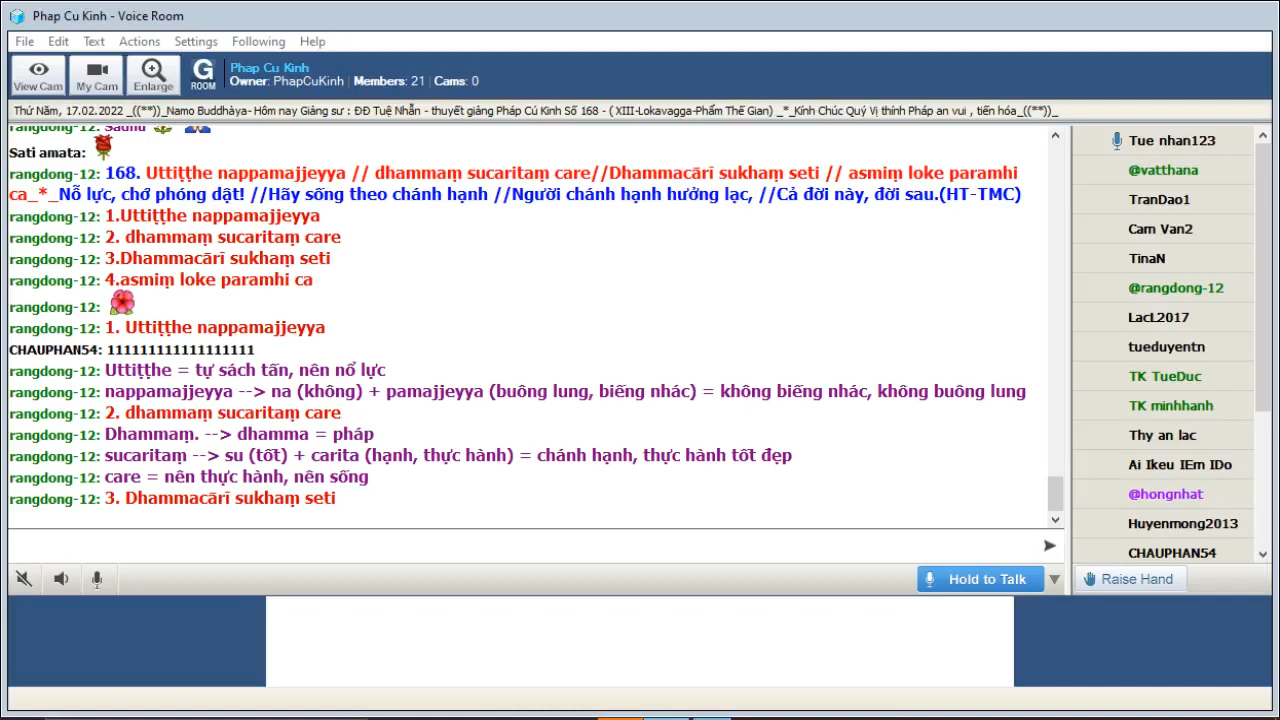 Phap Cu Kinh - Voice Room
File Edit Text Actions Settings Following Help
View Cam My Cam Enlarge G ROOM
Phap Cu Kinh
Owner: PhapCuKinh Members: 21 Cams: 0
Thứ Năm, 17.02.2022 _((**))_Namo Buddhàya- Hôm nay Giảng sư : ĐĐ Tuệ Nhẫn - thuyết giảng Pháp Cú Kinh Số 168 - ( XIII-Lokavagga-Phẩm Thế Gian) _*_Kính Chúc Quý Vị thính Pháp an vui , tiến hóa_((**))_
rangdong-12: Sadhu
Sati amata:
rangdong-12: 168. Uttiṭṭhe nappamajjeyya // dhammaṃ sucaritaṃ care//Dhammacārī sukhaṃ seti // asmiṃ loke paramhi
ca_*_Nỗ lực, chớ phóng dật! //Hãy sống theo chánh hạnh //Người chánh hạnh hưởng lạc, //Cả đời này, đời sau.(HT-TMC)
rangdong-12: 1.Uttiṭṭhe nappamajjeyya
rangdong-12: 2. dhammaṃ sucaritaṃ care
rangdong-12: 3.Dhammacārī sukhaṃ seti
rangdong-12: 4.asmiṃ loke paramhi ca
rangdong-12:
rangdong-12: 1. Uttiṭṭhe nappamajjeyya
CHAUPHAN54: 111111111111111111
rangdong-12: Uttiṭṭhe = tự sách tấn, nên nổ lực
rangdong-12: nappamajjeyya --> na (không) + pamajjeyya (buông lung, biếng nhác) = không biếng nhác, không buông lung
rangdong-12: 2. dhammaṃ sucaritaṃ care
rangdong-12: Dhammaṃ. --> dhamma = pháp
rangdong-12: sucaritaṃ --> su (tốt) + carita (hạnh, thực hành) = chánh hạnh, thực hành tốt đẹp
rangdong-12: care = nên thực hành, nên sống
rangdong-12: 3. Dhammacārī sukhaṃ seti
Tue nhan123
@vatthana
TranDao1
Cam Van2
TinaN
@rangdong-12
LacL2017
tueduyentn
TK TueDuc
TK minhhanh
Thy an lac
Ai lkeu lErn lDo
@hongnhat
Huyenmong2013
CHAUPHAN54
Hold to Talk
Raise Hand